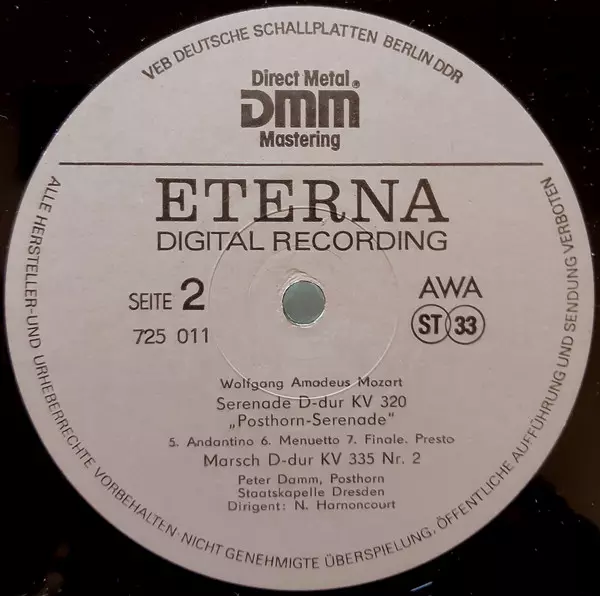 VEB DEUTSCHE SCHALLPLATTEN BERLIN DDR
Direct Metal
DMM®
Mastering
ETERNA
DIGITAL RECORDING
SEITE 2
725 011
AWA
ST 33
Wolfgang Amadeus Mozart
Serenade D-dur KV 320
„Posthorn-Serenade“
5. Andantino 6. Menuetto 7. Finale. Presto
Marsch D-dur KV 335 Nr. 2
Peter Damm, Posthorn
Staatskapelle Dresden
Dirigent: N. Harnoncourt
ALLE HERSTELLER-UND URHEBERRECHTE VORBEHALTEN·NICHT GENEHMIGTE ÜBERSPIELUNG, ÖFFENTLICHE AUFFÜHRUNG UND SENDUNG VERBOTEN